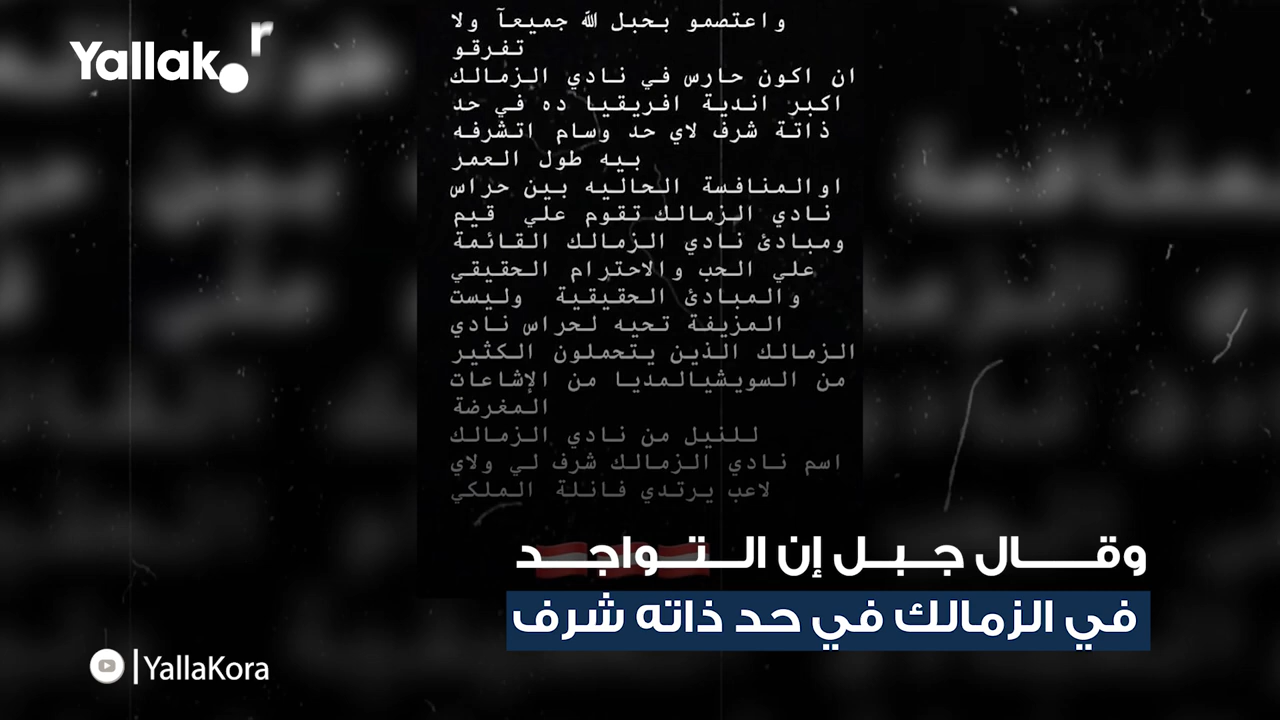 Yallak.r
واعتصمو بحبل الله جميعآ ولا
تفرقو
ان اكون حارس في نادي الزمالك
اكبر اندية افريقيا ده في حد
ذاتة شرف لاي حد وسام اتشرفه
بيه طول العمر
اوالمنافسة الحاليه بين حراس
نادي الزمالك تقوم علي قيم
ومبادئ نادي الزمالك القائمة
علي الحب والاحترام الحقيقي
والمبادئ الحقيقية وليست
المزيفة تحيه لحراس نادي
الزمالك الذين يتحملون الكثير
من السويشيالمديا من الإشاعات
المغرضة
للنيل من نادي الزمالك
اسم نادي الزمالك شرف لي ولاي
لاعب يرتدي فانلة الملكي
وقال جبل إن التواجد
في الزمالك في حد ذاته شرف
YallaKora